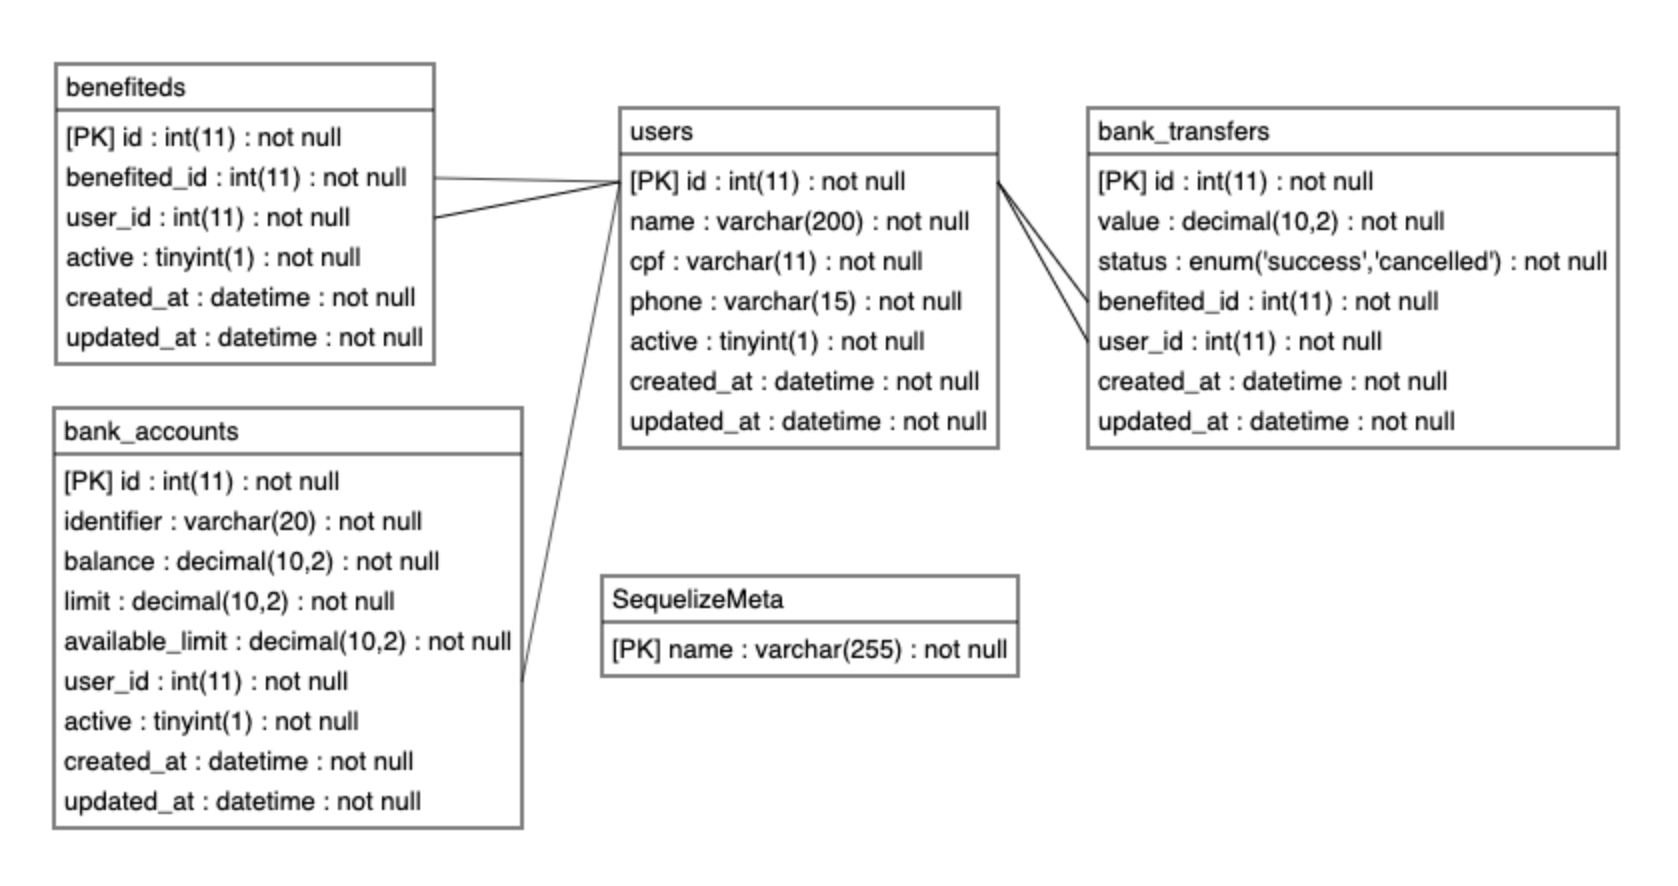 benefiteds
[PK] id : int(11) : not null
benefited_id : int(11) : not null
user_id : int(11) : not null
active : tinyint(1) : not null
created_at : datetime : not null
updated_at : datetime : not null
bank_accounts
[PK] id : int(11) : not null
identifier : varchar(20) : not null
balance : decimal(10,2) : not null
limit : decimal(10,2) : not null
available_limit : decimal(10,2) : not null
user_id : int(11) : not null
active : tinyint(1) : not null
created_at : datetime : not null
updated_at : datetime : not null
users
[PK] id : int(11) : not null
name : varchar(200) : not null
cpf : varchar(11) : not null
phone : varchar(15) : not null
active : tinyint(1) : not null
created_at : datetime : not null
updated_at : datetime : not null
SequelizeMeta
[PK] name : varchar(255) : not null
bank_transfers
[PK] id : int(11) : not null
value : decimal(10,2) : not null
status : enum('success','cancelled') : not null
benefited_id : int(11) : not null
user_id : int(11) : not null
created_at : datetime : not null
updated_at : datetime : not null